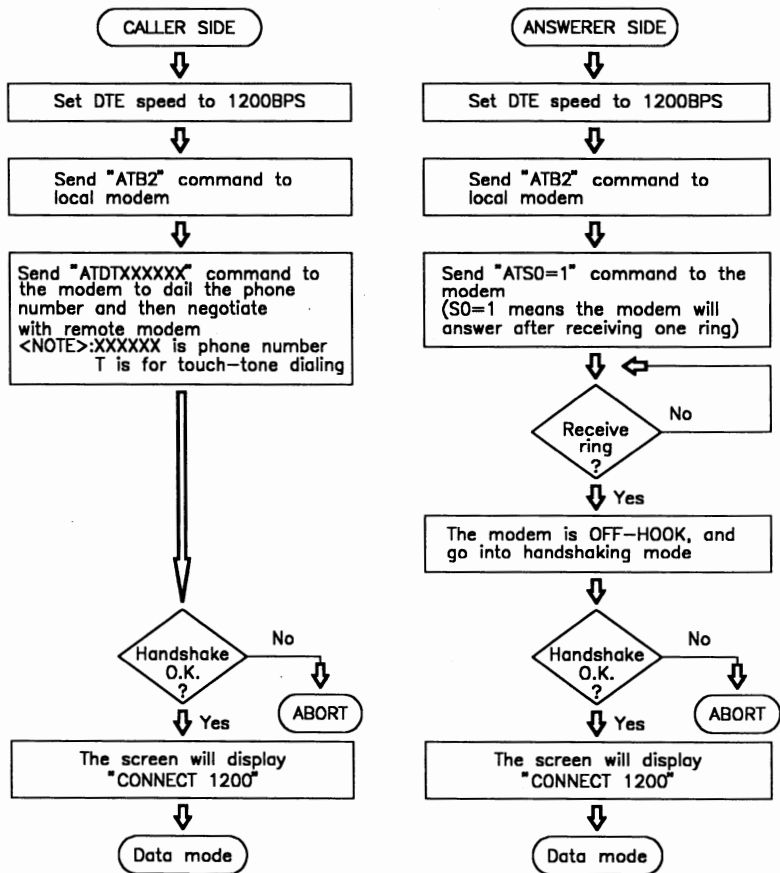 CALLER SIDE
Set DTE speed to 1200BPS
Send "ATB2" command to
local modem
Send "ATDTXXXXXX" command to
the modem to dail the phone
number and then negotiate
with remote modem
<NOTE>:XXXXXX is phone number
T is for touch-tone dialing
Handshake
O.K.
?
No
ABORT
Yes
The screen will display
"CONNECT 1200"
Data mode
ANSWERER SIDE
Set DTE speed to 1200BPS
Send "ATB2" command to
local modem
Send "ATS0=1" command to the
modem
(S0=1 means the modem will
answer after receiving one ring)
Receive
ring
?
No
Yes
The modem is OFF-HOOK, and
go into handshaking mode
Handshake
O.K.
?
No
ABORT
Yes
The screen will display
"CONNECT 1200"
Data mode